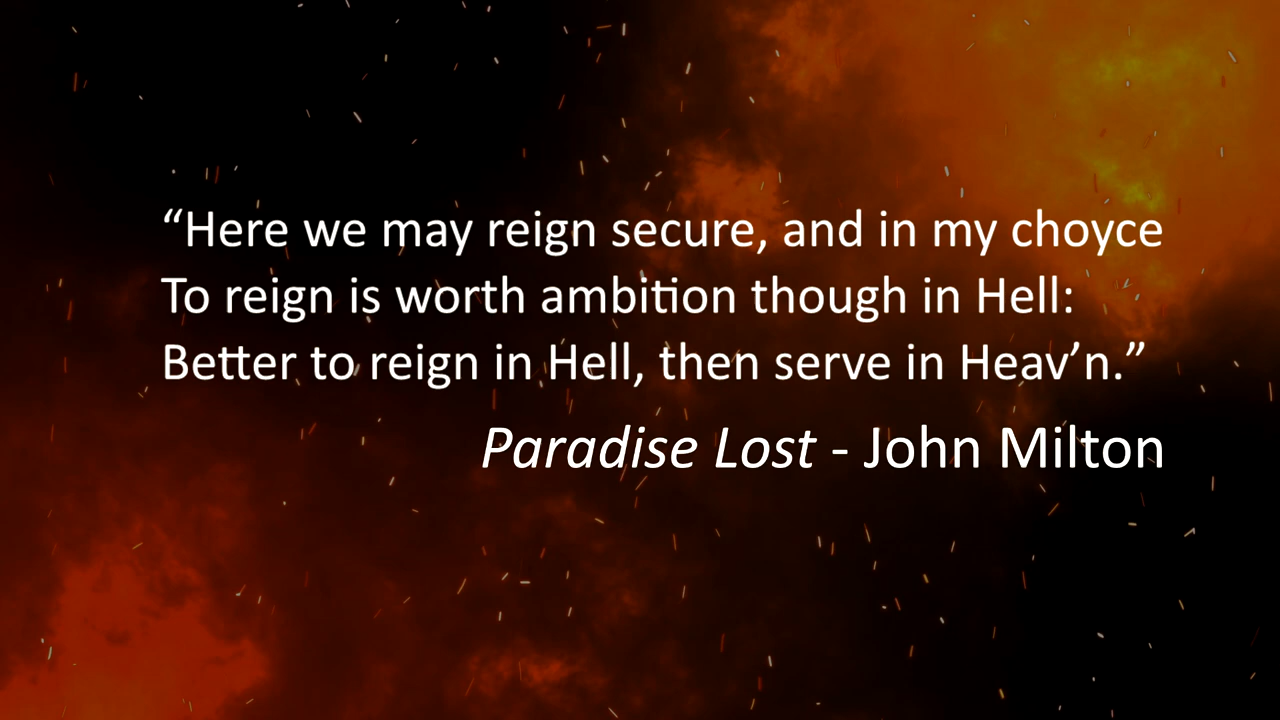 “Here we may reign secure, and in my choyce
To reign is worth ambition though in Hell:
Better to reign in Hell, then serve in Heav’n.”
Paradise Lost - John Milton